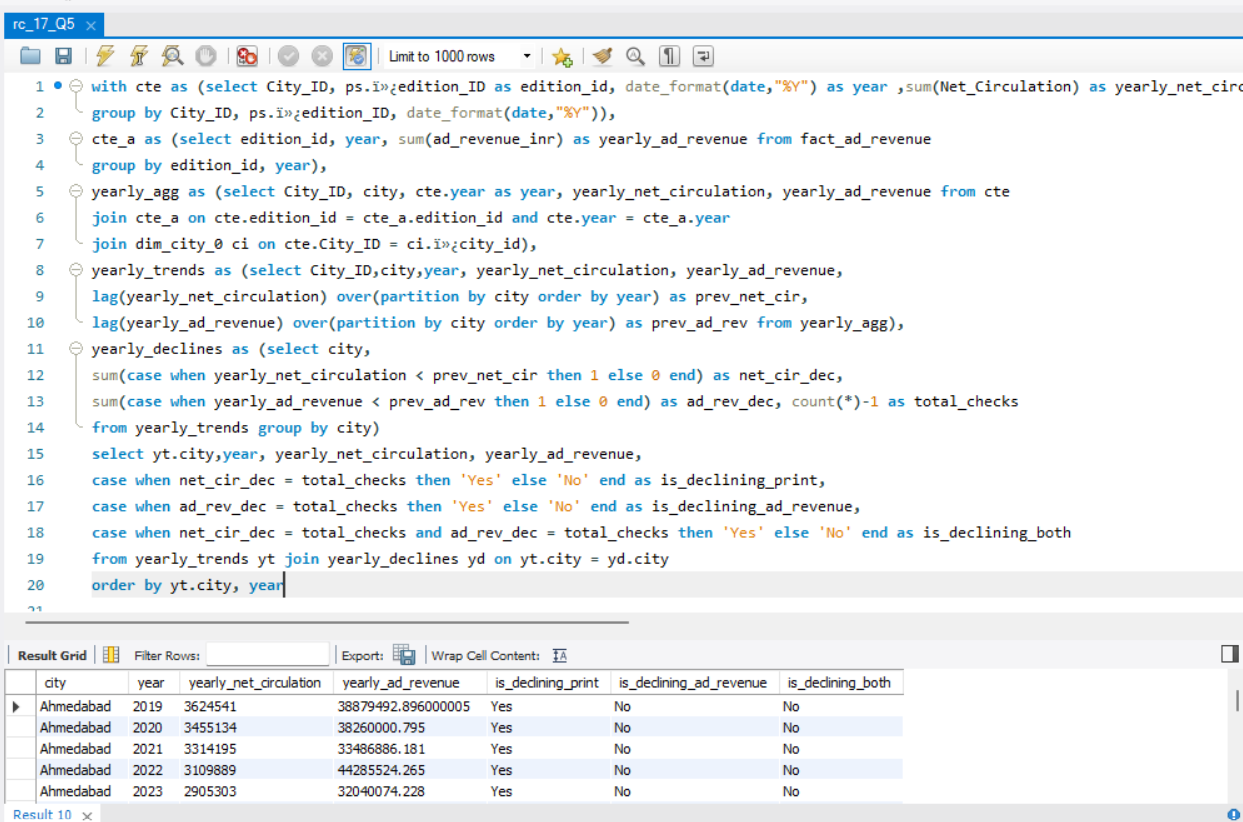 rc_17_Q5
Limit to 1000 rows
1 with cte as (select City_ID, ps.ï»¿edition_ID as edition_id, date_format(date,"%Y") as year ,sum(Net_Circulation) as yearly_net_circ
2 group by City_ID, ps.ï»¿edition_ID, date_format(date,"%Y")),
3 cte_a as (select edition_id, year, sum(ad_revenue_inr) as yearly_ad_revenue from fact_ad_revenue
4 group by edition_id, year),
5 yearly_agg as (select City_ID, city, cte.year as year, yearly_net_circulation, yearly_ad_revenue from cte
6 join cte_a on cte.edition_id = cte_a.edition_id and cte.year = cte_a.year
7 join dim_city_0 ci on cte.City_ID = ci.ï»¿city_id),
8 yearly_trends as (select City_ID,city,year, yearly_net_circulation, yearly_ad_revenue,
9 lag(yearly_net_circulation) over(partition by city order by year) as prev_net_cir,
10 lag(yearly_ad_revenue) over(partition by city order by year) as prev_ad_rev from yearly_agg),
11 yearly_declines as (select city,
12 sum(case when yearly_net_circulation < prev_net_cir then 1 else 0 end) as net_cir_dec,
13 sum(case when yearly_ad_revenue < prev_ad_rev then 1 else 0 end) as ad_rev_dec, count(*)-1 as total_checks
14 from yearly_trends group by city)
15 select yt.city,year, yearly_net_circulation, yearly_ad_revenue,
16 case when net_cir_dec = total_checks then 'Yes' else 'No' end as is_declining_print,
17 case when ad_rev_dec = total_checks then 'Yes' else 'No' end as is_declining_ad_revenue,
18 case when net_cir_dec = total_checks and ad_rev_dec = total_checks then 'Yes' else 'No' end as is_declining_both
19 from yearly_trends yt join yearly_declines yd on yt.city = yd.city
20 order by yt.city, year
21
Result Grid Filter Rows: Export: Wrap Cell Content:
city year yearly_net_circulation yearly_ad_revenue is_declining_print is_declining_ad_revenue is_declining_both
Ahmedabad 2019 3624541 38879492.896000005 Yes No No
Ahmedabad 2020 3455134 38260000.795 Yes No No
Ahmedabad 2021 3314195 33486886.181 Yes No No
Ahmedabad 2022 3109889 44285524.265 Yes No No
Ahmedabad 2023 2905303 32040074.228 Yes No No
Result 10